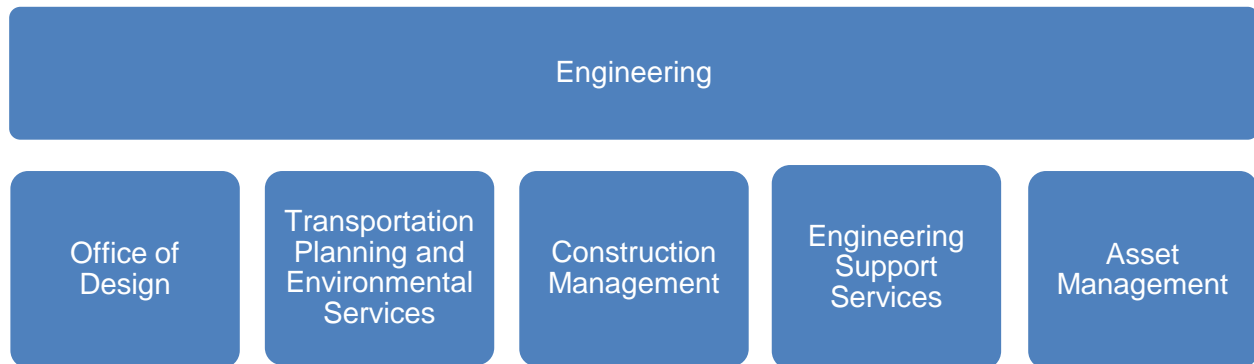 Engineering
Office of
Design
Transportation
Planning and
Environmental
Services
Construction
Management
Engineering
Support
Services
Asset
Management